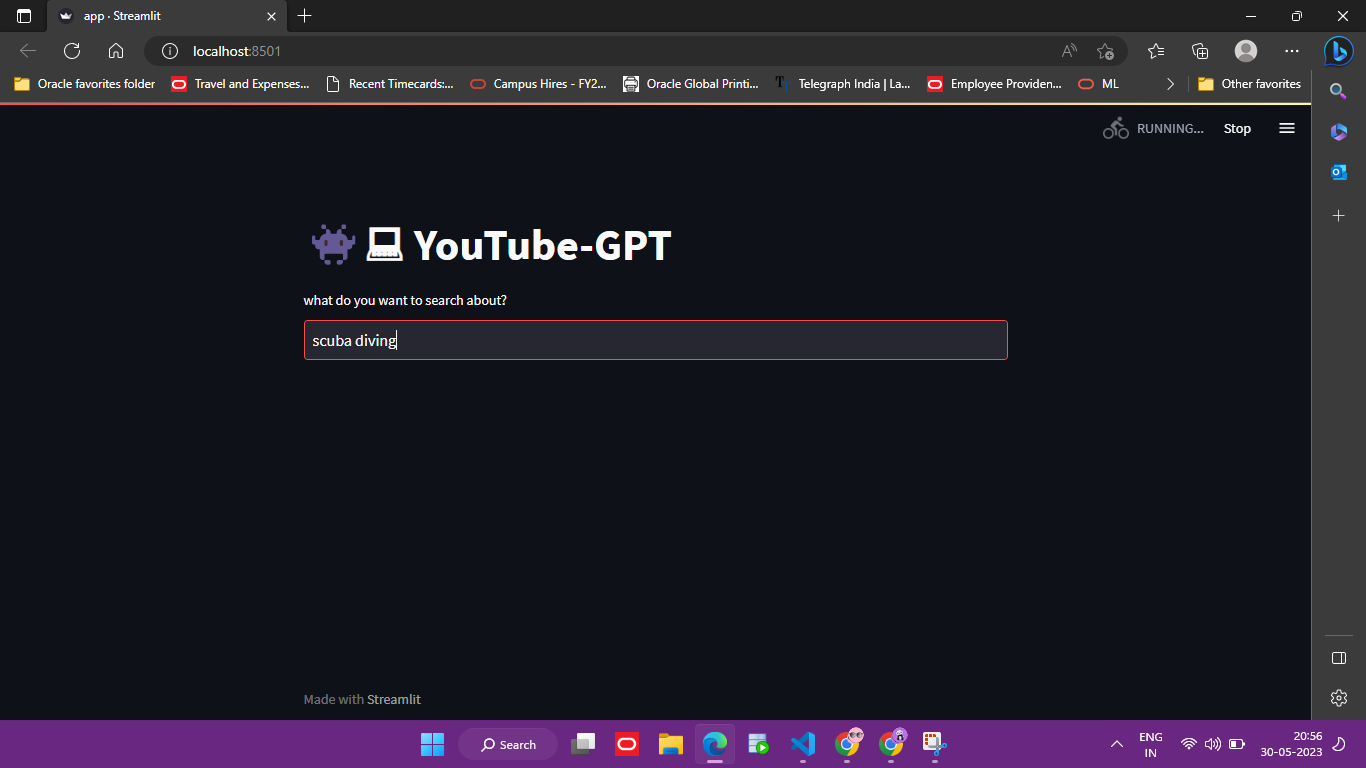 app · Streamlit
localhost:8501
Oracle favorites folder
Travel and Expenses...
Recent Timecards:...
Campus Hires - FY2...
Oracle Global Printi...
Telegraph India | La...
Employee Providen...
ML
Other favorites
RUNNING...
Stop
YouTube-GPT
what do you want to search about?
scuba diving
Made with Streamlit
Search
ENG
IN
20:56
30-05-2023